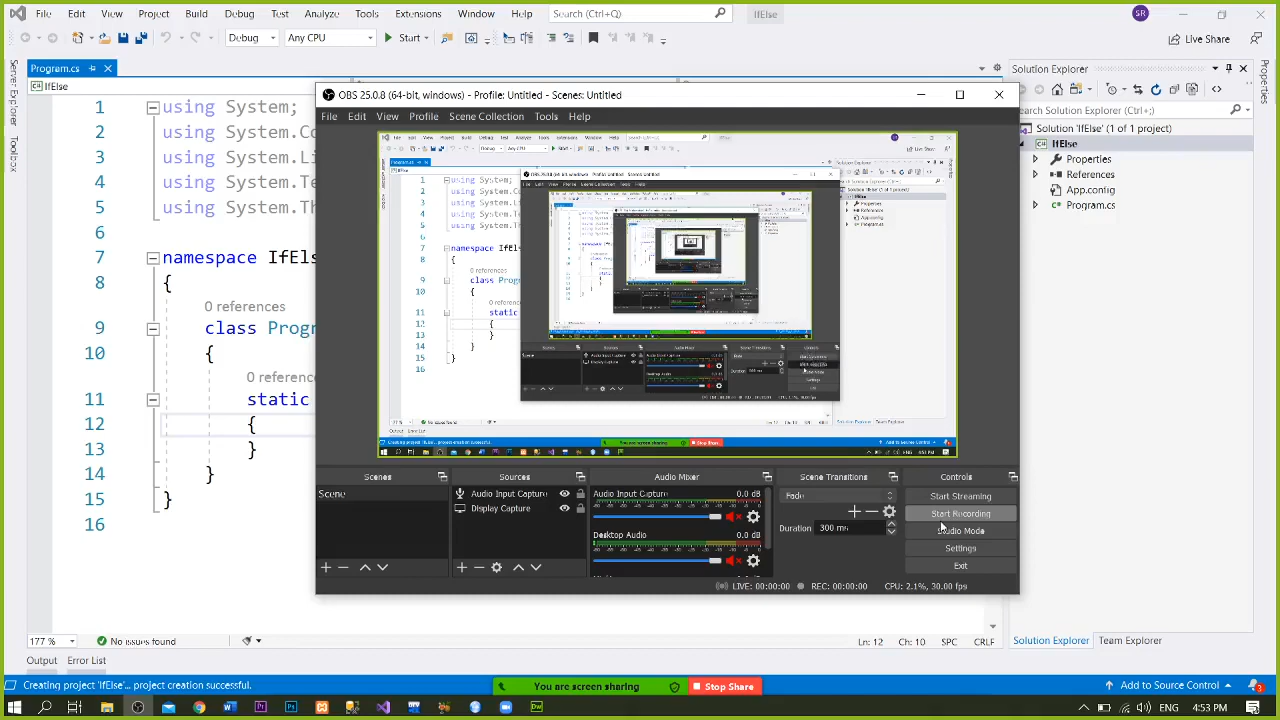 File Edit View Project Build Debug Test Analyze Tools Extensions Window Help Search (Ctrl+Q) IfElse SR
Debug Any CPU Start Live Share
Program.cs
IfElse
Server Explorer
Toolbox
1 using System;
2 using System.Co
3 using System.Li
4 using System.Te
5 using System.Th
6
7 namespace IfEls
8 {
0 references
9 class Progr
10 {
0 reference
11 static
12 {
13 }
14 }
15 }
16
OBS 25.0.8 (64-bit, windows) - Profile: Untitled - Scenes: Untitled
File Edit View Profile Scene Collection Tools Help
Scenes Sources Audio Mixer Scene Transitions Controls
Scene
Audio Input Capture
Display Capture
Audio Input Capture 0.0 dB
Desktop Audio 0.0 dB
Fade
Duration 300 ms
Start Streaming
Start Recording
Studio Mode
Settings
Exit
LIVE: 00:00:00 REC: 00:00:00 CPU: 2.1%, 30.00 fps
Solution Explorer
Search Solution Explorer
Solution 'IfElse' (1 of 1 project)
IfElse
Properties
References
App.config
Program.cs
Properties
177 % No issues found Ln: 12 Ch: 10 SPC CRLF
Solution Explorer Team Explorer
Output Error List
Creating project 'IfElse'... project creation successful. Add to Source Control 3
You are screen sharing Stop Share
ENG 4:53 PM